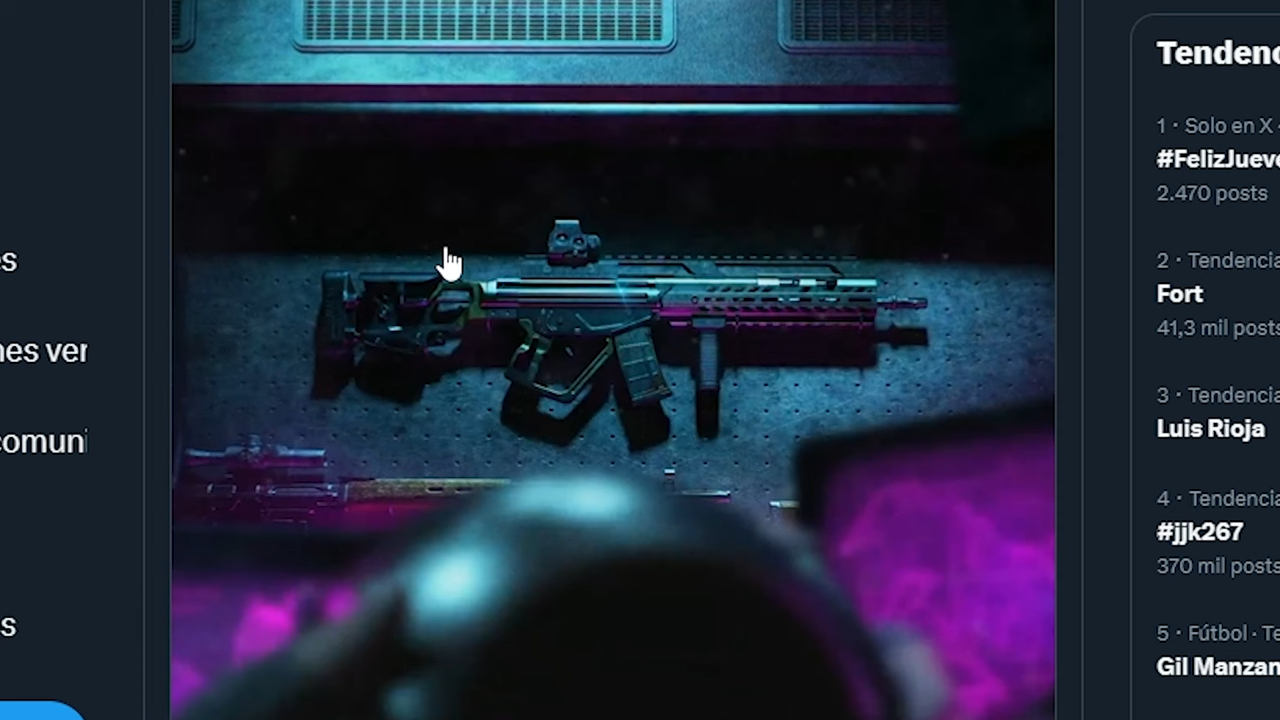 es
nes ver
comuni
s
Tendenc
1 · Solo en X
#FelizJueve
2.470 posts
2 · Tendencia
Fort
41,3 mil posts
3 · Tendencia
Luis Rioja
4 · Tendencia
#jjk267
370 mil posts
5 · Fútbol · Te
Gil Manzan